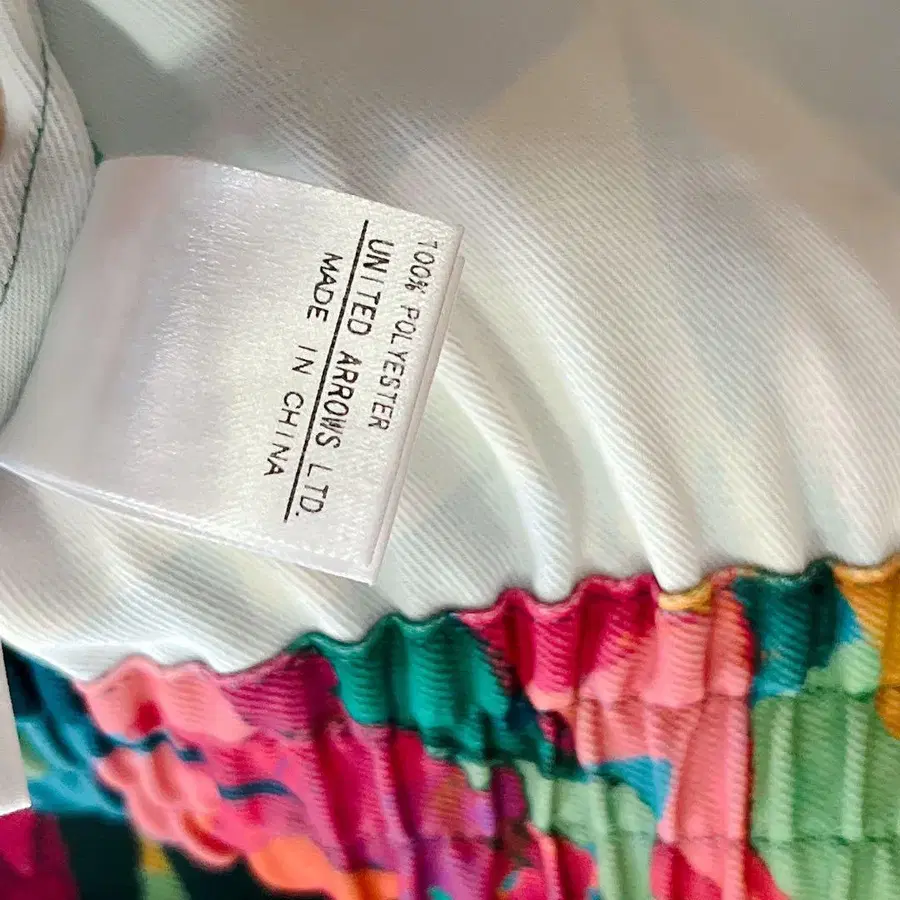 100% POLYESTER
UNITED ARROWS LTD.
MADE IN CHINA